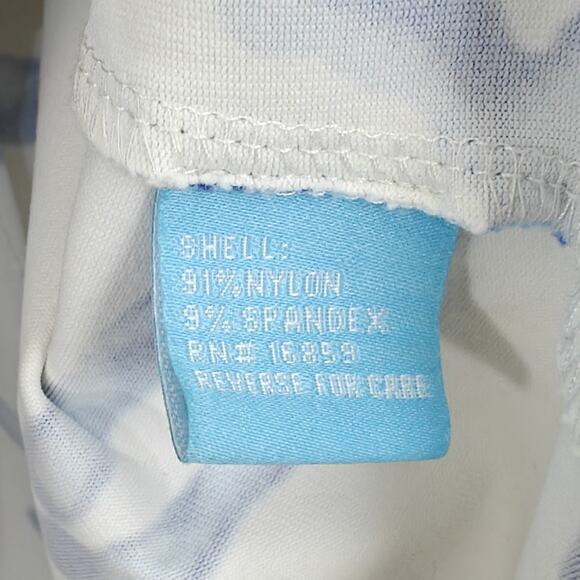 SHELL:
91% NYLON
9% SPANDEX
RN# 16859
REVERSE FOR CARE